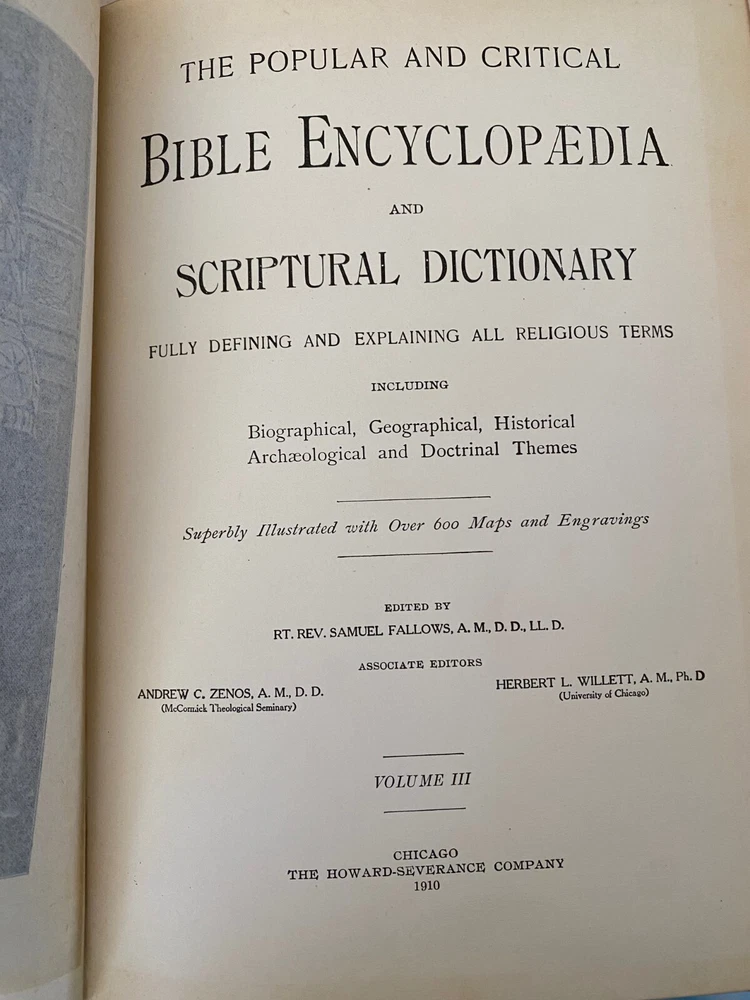 THE POPULAR AND CRITICAL
BIBLE ENCYCLOPÆDIA
AND
SCRIPTURAL DICTIONARY
FULLY DEFINING AND EXPLAINING ALL RELIGIOUS TERMS
INCLUDING
Biographical, Geographical, Historical
Archæological and Doctrinal Themes
Superbly Illustrated with Over 600 Maps and Engravings
EDITED BY
RT. REV. SAMUEL FALLOWS, A. M., D. D., LL. D.
ASSOCIATE EDITORS
ANDREW C. ZENOS, A. M., D. D.
(McCormick Theological Seminary)
HERBERT L. WILLETT, A. M., Ph. D
(University of Chicago)
VOLUME III
CHICAGO
THE HOWARD-SEVERANCE COMPANY
1910